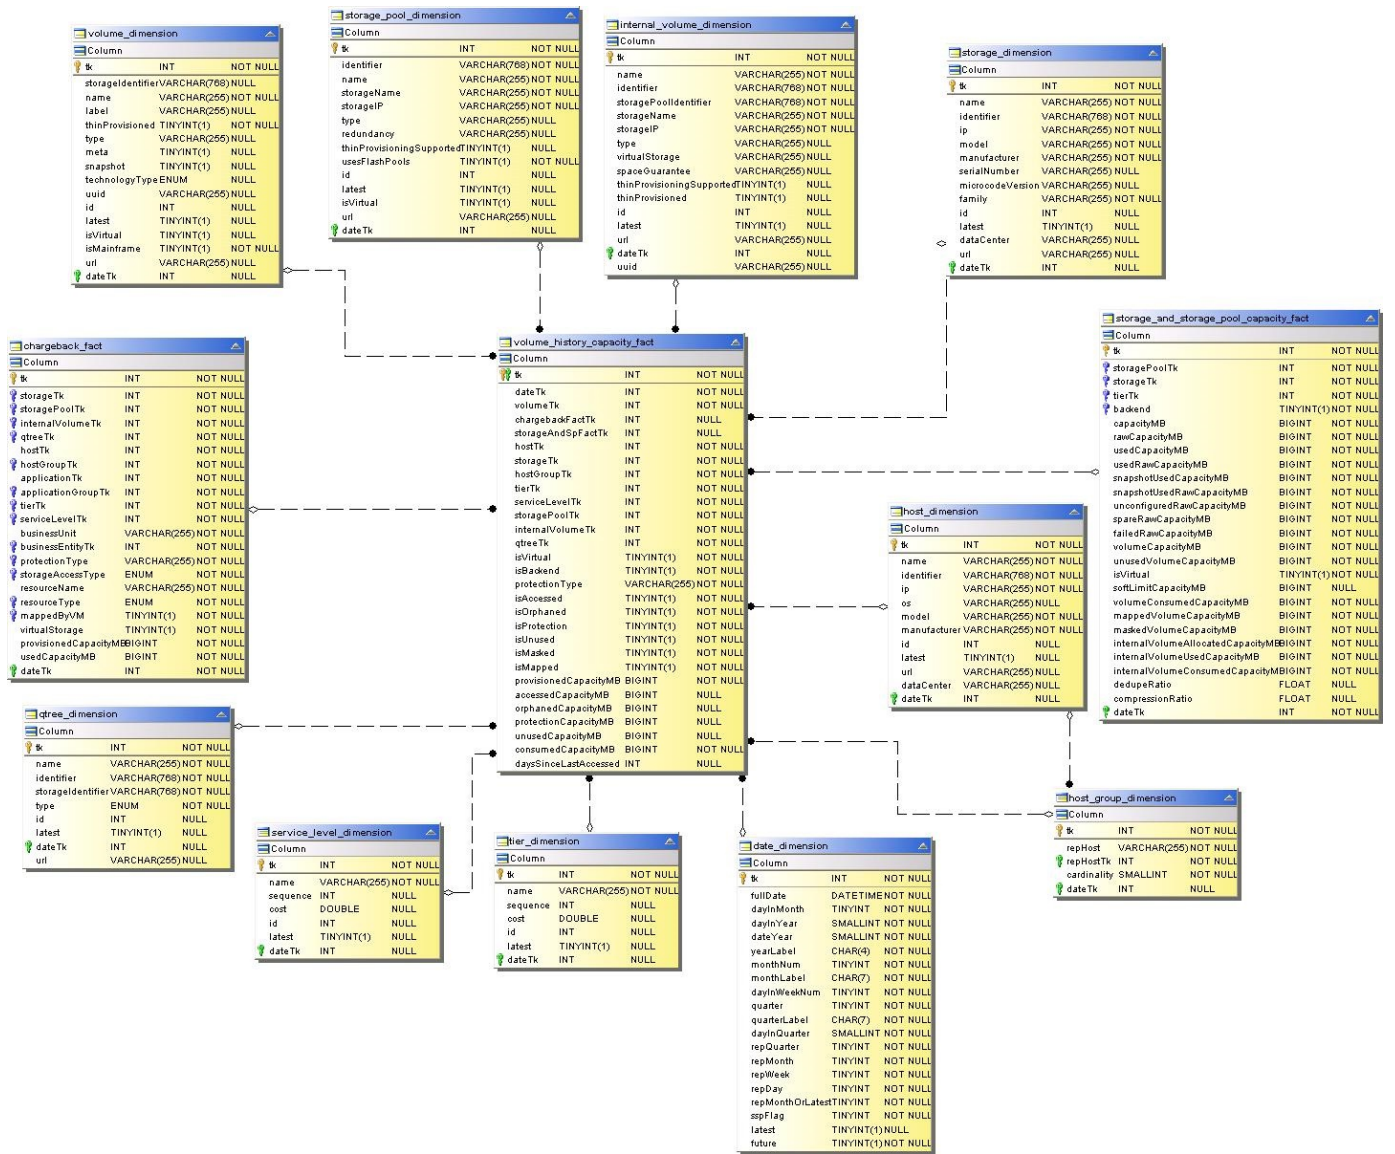 volume_dimension
Column
tk INT NOT NULL
storageIdentifier VARCHAR(768) NULL
name VARCHAR(255) NOT NULL
label VARCHAR(255) NULL
thinProvisioned TINYINT(1) NOT NULL
type VARCHAR(255) NULL
meta TINYINT(1) NULL
snapshot TINYINT(1) NULL
technologyType ENUM NULL
uuid VARCHAR(255) NULL
id INT NULL
latest TINYINT(1) NULL
isVirtual TINYINT(1) NULL
isMainframe TINYINT(1) NOT NULL
url VARCHAR(255) NULL
dateTk INT NULL
storage_pool_dimension
Column
tk INT NOT NULL
identifier VARCHAR(768) NOT NULL
name VARCHAR(255) NOT NULL
storageName VARCHAR(255) NOT NULL
storageIP VARCHAR(255) NOT NULL
type VARCHAR(255) NULL
redundancy VARCHAR(255) NULL
thinProvisioningSupported TINYINT(1) NULL
usesFlashPools TINYINT(1) NOT NULL
id INT NULL
latest TINYINT(1) NULL
isVirtual TINYINT(1) NULL
url VARCHAR(255) NULL
dateTk INT NULL
internal_volume_dimension
Column
tk INT NOT NULL
name VARCHAR(255) NOT NULL
identifier VARCHAR(768) NOT NULL
storagePoolIdentifier VARCHAR(768) NOT NULL
storageName VARCHAR(255) NOT NULL
storageIP VARCHAR(255) NOT NULL
type VARCHAR(255) NULL
virtualStorage VARCHAR(255) NULL
spaceGuarantee VARCHAR(255) NULL
thinProvisioningSupported TINYINT(1) NULL
thinProvisioned TINYINT(1) NULL
id INT NULL
latest TINYINT(1) NULL
url VARCHAR(255) NULL
dateTk INT NULL
uuid VARCHAR(255) NULL
storage_dimension
Column
tk INT NOT NULL
name VARCHAR(255) NOT NULL
identifier VARCHAR(768) NOT NULL
ip VARCHAR(255) NOT NULL
model VARCHAR(255) NOT NULL
manufacturer VARCHAR(255) NOT NULL
serialNumber VARCHAR(255) NULL
microcodeVersion VARCHAR(255) NULL
family VARCHAR(255) NOT NULL
id INT NULL
latest TINYINT(1) NULL
dataCenter VARCHAR(255) NULL
url VARCHAR(255) NULL
dateTk INT NULL
chargeback_fact
Column
tk INT NOT NULL
storageTk INT NOT NULL
storagePoolTk INT NOT NULL
internalVolumeTk INT NOT NULL
qtreeTk INT NOT NULL
hostTk INT NOT NULL
hostGroupTk INT NOT NULL
applicationTk INT NOT NULL
applicationGroupTk INT NOT NULL
tierTk INT NOT NULL
serviceLevelTk INT NOT NULL
businessUnit VARCHAR(255) NOT NULL
businessEntityTk INT NOT NULL
protectionType VARCHAR(255) NOT NULL
storageAccessType ENUM NOT NULL
resourceName VARCHAR(255) NOT NULL
resourceType ENUM NOT NULL
mappedByVM TINYINT(1) NOT NULL
virtualStorage TINYINT(1) NOT NULL
provisionedCapacityMB BIGINT NOT NULL
usedCapacityMB BIGINT NOT NULL
dateTk INT NOT NULL
volume_history_capacity_fact
Column
tk INT NOT NULL
dateTk INT NOT NULL
volumeTk INT NOT NULL
chargebackFactTk INT NULL
storageAndSpFactTk INT NULL
hostTk INT NOT NULL
storageTk INT NOT NULL
hostGroupTk INT NOT NULL
tierTk INT NOT NULL
serviceLevelTk INT NOT NULL
storagePoolTk INT NOT NULL
internalVolumeTk INT NOT NULL
qtreeTk INT NOT NULL
isVirtual TINYINT(1) NOT NULL
isBackend TINYINT(1) NOT NULL
protectionType VARCHAR(255) NOT NULL
isAccessed TINYINT(1) NOT NULL
isOrphaned TINYINT(1) NOT NULL
isProtection TINYINT(1) NOT NULL
isUnused TINYINT(1) NOT NULL
isMasked TINYINT(1) NOT NULL
isMapped TINYINT(1) NOT NULL
provisionedCapacityMB BIGINT NOT NULL
accessedCapacityMB BIGINT NULL
orphanedCapacityMB BIGINT NULL
protectionCapacityMB BIGINT NULL
unusedCapacityMB BIGINT NULL
consumedCapacityMB BIGINT NOT NULL
daysSinceLastAccessed INT NULL
storage_and_storage_pool_capacity_fact
Column
tk INT NOT NULL
storagePoolTk INT NOT NULL
storageTk INT NOT NULL
tierTk INT NOT NULL
backend TINYINT(1) NOT NULL
capacityMB BIGINT NOT NULL
rawCapacityMB BIGINT NOT NULL
usedCapacityMB BIGINT NOT NULL
usedRawCapacityMB BIGINT NOT NULL
snapshotUsedCapacityMB BIGINT NOT NULL
snapshotUsedRawCapacityMB BIGINT NOT NULL
unconfiguredRawCapacityMB BIGINT NOT NULL
spareRawCapacityMB BIGINT NOT NULL
failedRawCapacityMB BIGINT NOT NULL
volumeCapacityMB BIGINT NOT NULL
unusedVolumeCapacityMB BIGINT NOT NULL
isVirtual TINYINT(1) NOT NULL
softLimitCapacityMB BIGINT NULL
volumeConsumedCapacityMB BIGINT NOT NULL
mappedVolumeCapacityMB BIGINT NOT NULL
maskedVolumeCapacityMB BIGINT NOT NULL
internalVolumeAllocatedCapacityMB BIGINT NOT NULL
internalVolumeUsedCapacityMB BIGINT NOT NULL
internalVolumeConsumedCapacityMB BIGINT NOT NULL
dedupeRatio FLOAT NULL
compressionRatio FLOAT NULL
dateTk INT NOT NULL
host_dimension
Column
tk INT NOT NULL
name VARCHAR(255) NOT NULL
identifier VARCHAR(768) NOT NULL
ip VARCHAR(255) NOT NULL
os VARCHAR(255) NULL
model VARCHAR(255) NOT NULL
manufacturer VARCHAR(255) NOT NULL
id INT NULL
latest TINYINT(1) NULL
url VARCHAR(255) NULL
dataCenter VARCHAR(255) NULL
dateTk INT NULL
qtree_dimension
Column
tk INT NOT NULL
name VARCHAR(255) NOT NULL
identifier VARCHAR(768) NOT NULL
storageIdentifier VARCHAR(768) NOT NULL
type ENUM NOT NULL
id INT NULL
latest TINYINT(1) NULL
dateTk INT NULL
url VARCHAR(255) NULL
service_level_dimension
Column
tk INT NOT NULL
name VARCHAR(255) NOT NULL
sequence INT NULL
cost DOUBLE NULL
id INT NULL
latest TINYINT(1) NULL
dateTk INT NULL
tier_dimension
Column
tk INT NOT NULL
name VARCHAR(255) NOT NULL
sequence INT NULL
cost DOUBLE NULL
id INT NULL
latest TINYINT(1) NULL
dateTk INT NULL
date_dimension
Column
tk INT NOT NULL
fullDate DATETIME NOT NULL
dayInMonth TINYINT NOT NULL
dayInYear SMALLINT NOT NULL
dateYear SMALLINT NOT NULL
yearLabel CHAR(4) NOT NULL
monthNum TINYINT NOT NULL
monthLabel CHAR(7) NOT NULL
dayInWeekNum TINYINT NOT NULL
quarter TINYINT NOT NULL
quarterLabel CHAR(7) NOT NULL
dayInQuarter SMALLINT NOT NULL
repQuarter TINYINT NOT NULL
repMonth TINYINT NOT NULL
repWeek TINYINT NOT NULL
repDay TINYINT NOT NULL
repMonthOrLatest TINYINT NOT NULL
sspFlag TINYINT NOT NULL
latest TINYINT(1) NULL
future TINYINT(1) NOT NULL
host_group_dimension
Column
tk INT NOT NULL
repHost VARCHAR(255) NOT NULL
repHostTk INT NOT NULL
cardinality SMALLINT NOT NULL
dateTk INT NULL